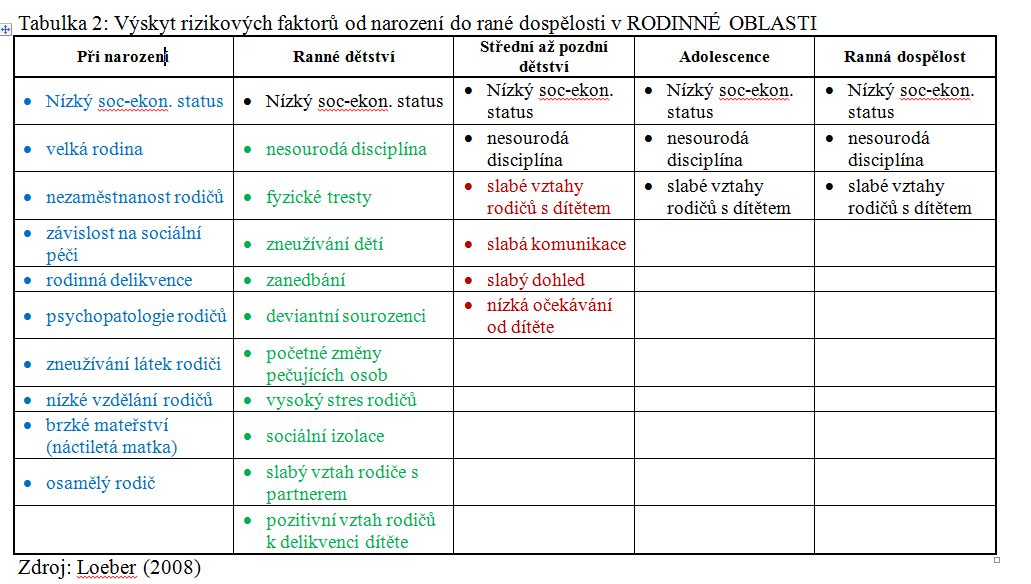 Tabulka 2: Výskyt rizikových faktorů od narození do rané dospělosti v RODINNÉ OBLASTI
Při narození
Ranné dětství
Střední až pozdní
dětství
Adolescence
Ranná dospělost
• Nízký soc-ekon. status
• Nízký soc-ekon. status
• Nízký soc-ekon.
status
• Nízký soc-ekon.
status
• Nízký soc-ekon.
status
• velká rodina
• nesourodá disciplína
• nesourodá
disciplína
• nesourodá
disciplína
• nesourodá
disciplína
• nezaměstnanost rodičů
• fyzické tresty
• slabé vztahy
rodičů s dítětem
• slabé vztahy
rodičů s dítětem
• slabé vztahy
rodičů s dítětem
• závislost na sociální
péči
• zneužívání dětí
• slabá komunikace
• rodinná delikvence
• zanedbání
• slabý dohled
• psychopatologie rodičů
• deviantní sourozenci
• nízká očekávání
od dítěte
• zneužívání látek rodiči
• početné změny
pečujících osob
• nízké vzdělání rodičů
• vysoký stres rodičů
• brzké mateřství
(náctiletá matka)
• sociální izolace
• osamělý rodič
• slabý vztah rodiče s
partnerem
• pozitivní vztah rodičů
k delikvenci dítěte
Zdroj: Loeber (2008)